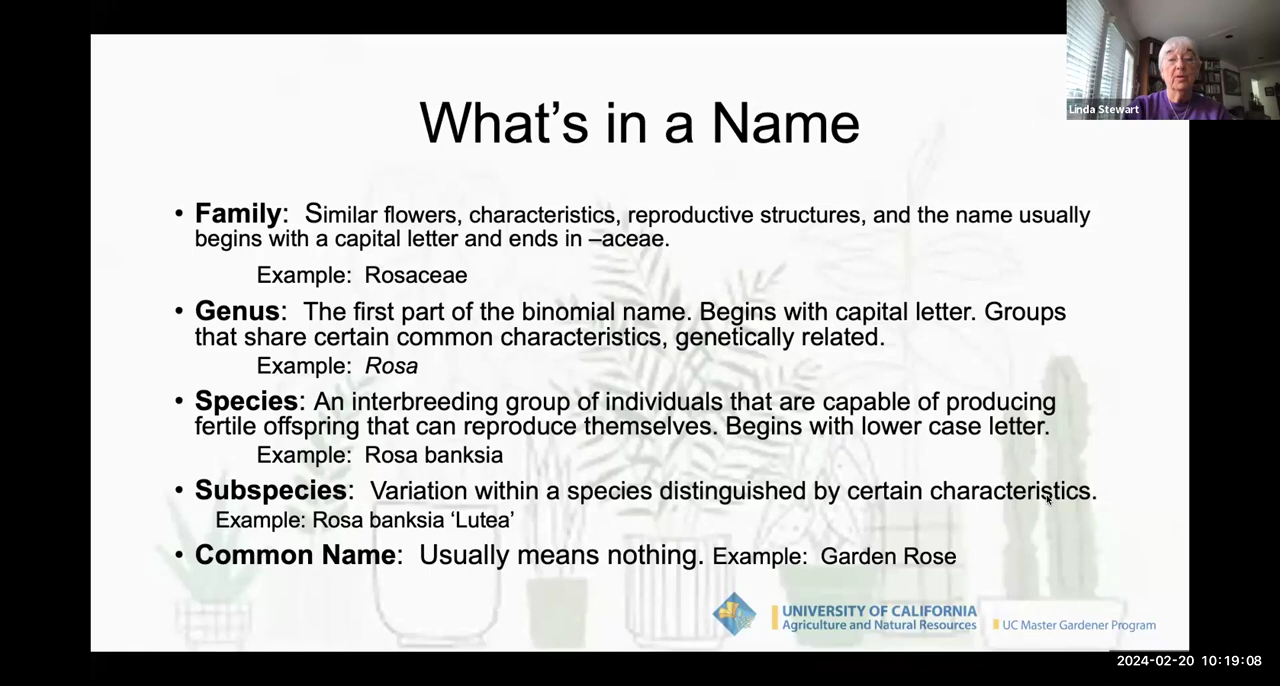 Linda Stewart
What’s in a Name
• Family:  Similar flowers, characteristics, reproductive structures, and the name usually
begins with a capital letter and ends in –aceae.
Example:  Rosaceae
• Genus:  The first part of the binomial name. Begins with capital letter. Groups
that share certain common characteristics, genetically related.
Example:  Rosa
• Species: An interbreeding group of individuals that are capable of producing
fertile offspring that can reproduce themselves. Begins with lower case letter.
Example:  Rosa banksia
• Subspecies:  Variation within a species distinguished by certain characteristics.
Example: Rosa banksia ‘Lutea’
• Common Name:  Usually means nothing. Example:  Garden Rose
UNIVERSITY OF CALIFORNIA
Agriculture and Natural Resources
UC Master Gardener Program
2024-02-20 10:19:08